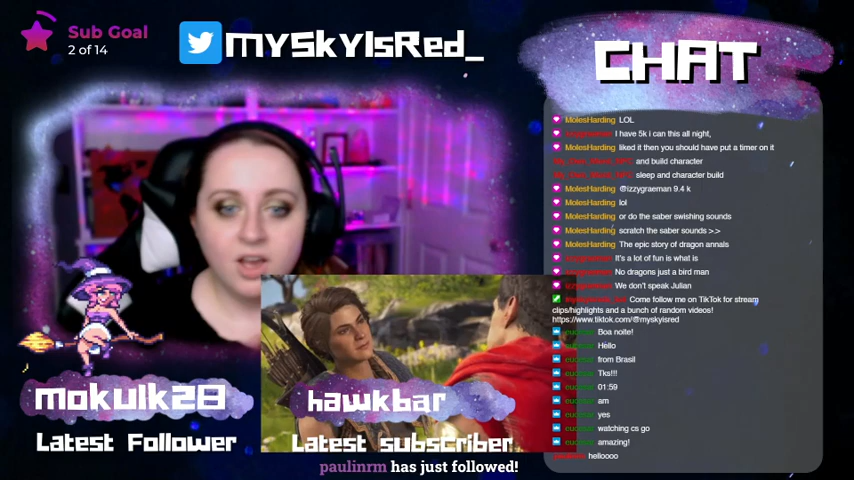 Sub Goal
2 of 14
MYSkYIsRed_
CHAT
MolesHarding LOL
I have 5k i can this all night,
MolesHarding liked it then you should have put a timer on it
and build character
sleep and character build
MolesHarding @izzygraeman 9.4 k
MolesHarding lol
MolesHarding or do the saber swishing sounds
MolesHarding scratch the saber sounds >>
MolesHarding The epic story of dragon annals
It's a lot of fun is what is
No dragons just a bird man
We don't speak Julian
Come follow me on TikTok for stream
clips/highlights and a bunch of random videos!
https://www.tiktok.com/@myskyisred
Boa noite!
Hello
from Brasil
Tks!!!
01:59
am
yes
watching cs go
amazing!
helloooo
mokulk28
Latest Follower
hawkbar
Latest subscriber
paulinrm has just followed!